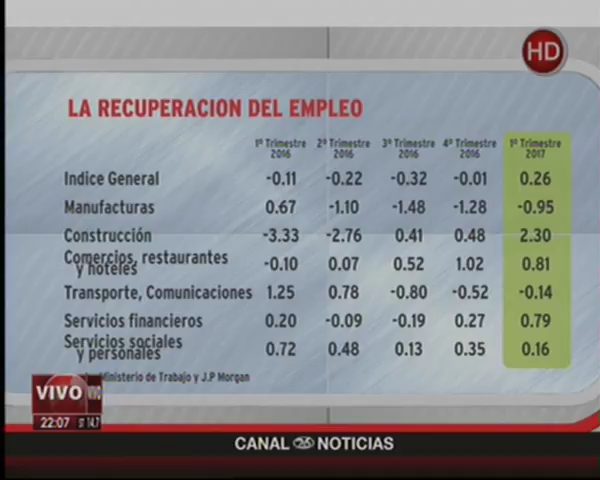 HD
LA RECUPERACION DEL EMPLEO
1º Trimestre 2016 2º Trimestre 2016 3º Trimestre 2016 4º Trimestre 2016 1º Trimestre 2017
Indice General -0.11 -0.22 -0.32 -0.01 0.26
Manufacturas 0.67 -1.10 -1.48 -1.28 -0.95
Construcción -3.33 -2.76 0.41 0.48 2.30
Comercios, restaurantes
y hoteles -0.10 0.07 0.52 1.02 0.81
Transporte, Comunicaciones 1.25 0.78 -0.80 -0.52 -0.14
Servicios financieros 0.20 -0.09 -0.19 0.27 0.79
Servicios sociales
y personales 0.72 0.48 0.13 0.35 0.16
Ministerio de Trabajo y J.P Morgan
VIVO
22:07 ST 14.7
CANAL 26 NOTICIAS